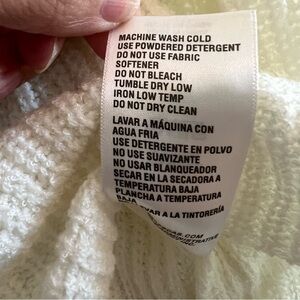 MACHINE WASH COLD
USE POWDERED DETERGENT
DO NOT USE FABRIC
SOFTENER
DO NOT BLEACH
TUMBLE DRY LOW
IRON LOW TEMP
DO NOT DRY CLEAN
LAVAR A MÁQUINA CON
AGUA FRIA
USE DETERGENTE EN POLVO
NO USE SUAVIZANTE
NO USAR BLANQUEADOR
SECAR EN LA SECADORA A
TEMPERATURA BAJA
PLANCHA A TEMPERATURA
BAJA A LA TINTORERÍA